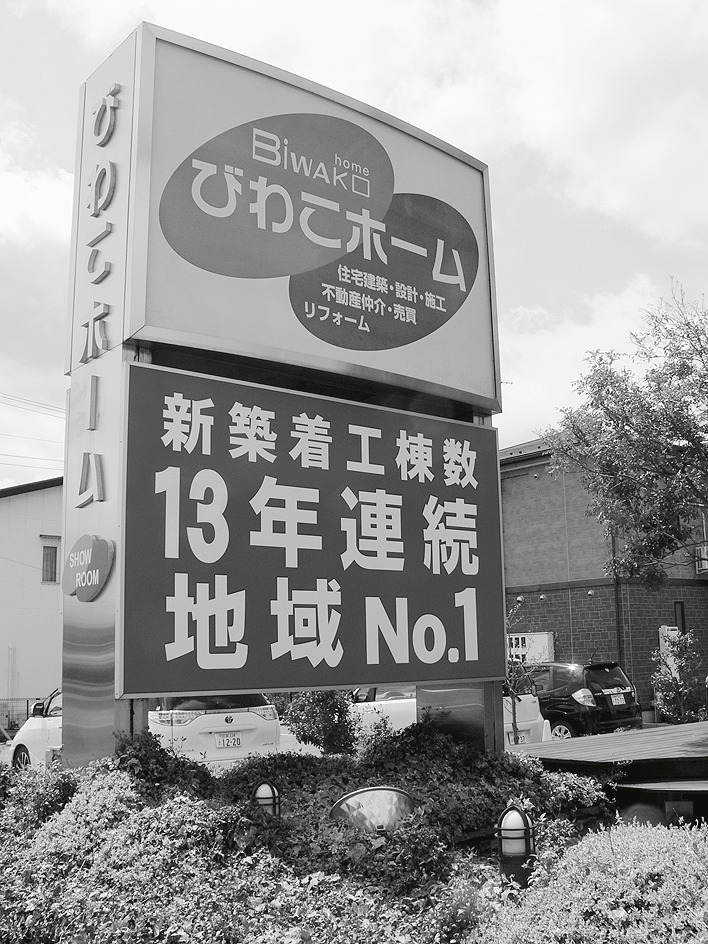 びわこホーム
SHOW
ROOM
BiWAKO home
びわこホーム
住宅建築・設計・施工
不動産仲介・売買
リフォーム
新築着工棟数
13年連続
地域No.1
12-20